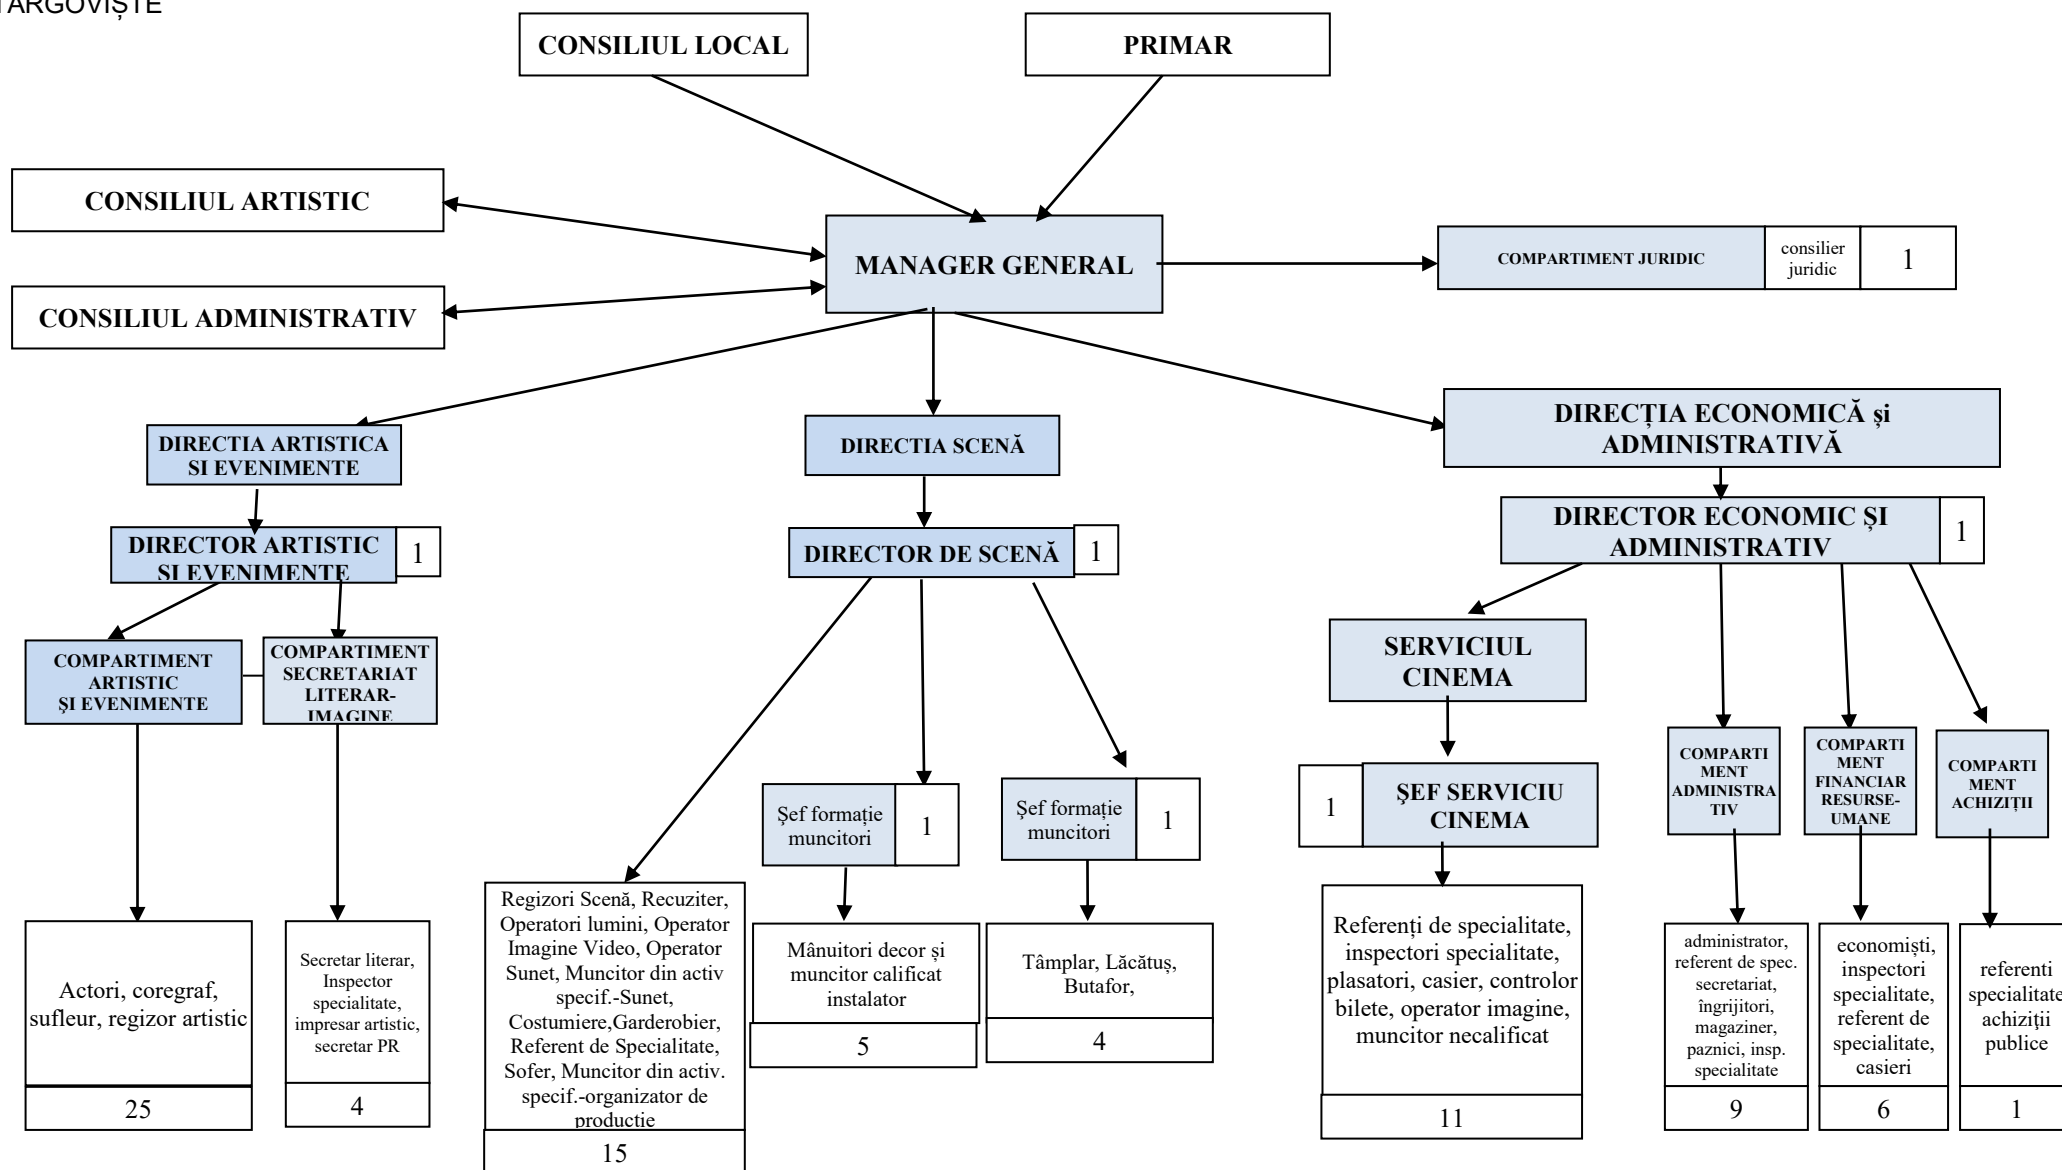 TÂRGOVIȘTE
CONSILIUL LOCAL
PRIMAR
CONSILIUL ARTISTIC
MANAGER GENERAL
COMPARTIMENT JURIDIC
consilier
juridic
1
CONSILIUL ADMINISTRATIV
DIRECTIA ARTISTICA
SI EVENIMENTE
DIRECTIA SCENĂ
DIRECȚIA ECONOMICĂ și
ADMINISTRATIVĂ
DIRECTOR ARTISTIC
SI EVENIMENTE
1
DIRECTOR DE SCENĂ
1
DIRECTOR ECONOMIC ȘI
ADMINISTRATIV
1
COMPARTIMENT
ARTISTIC
ŞI EVENIMENTE
COMPARTIMENT
SECRETARIAT
LITERAR-
IMAGINE
SERVICIUL
CINEMA
Şef formație
muncitori
1
Şef formație
muncitori
1
1
ŞEF SERVICIU
CINEMA
COMPARTI
MENT
ADMINISTRA
TIV
COMPARTI
MENT
FINANCIAR
RESURSE-
UMANE
COMPARTI
MENT
ACHIZIȚII
Actori, coregraf,
sufleur, regizor artistic
25
Secretar literar,
Inspector
specialitate,
impresar artistic,
secretar PR
4
Regizori Scenă, Recuziter,
Operatori lumini, Operator
Imagine Video, Operator
Sunet, Muncitor din activ
specif.-Sunet,
Costumiere,Garderobier,
Referent de Specialitate,
Sofer, Muncitor din activ.
specif.-organizator de
productie
15
Mânuitori decor și
muncitor calificat
instalator
5
Tâmplar, Lăcătuș,
Butafor,
4
Referenți de specialitate,
inspectori specialitate,
plasatori, casier, controlor
bilete, operator imagine,
muncitor necalificat
11
administrator,
referent de spec.
secretariat,
îngrijitori,
magaziner,
paznici, insp.
specialitate
9
economiști,
inspectori
specialitate,
referent de
specialitate,
casieri
6
referenti
specialitate
achiziţii
publice
1